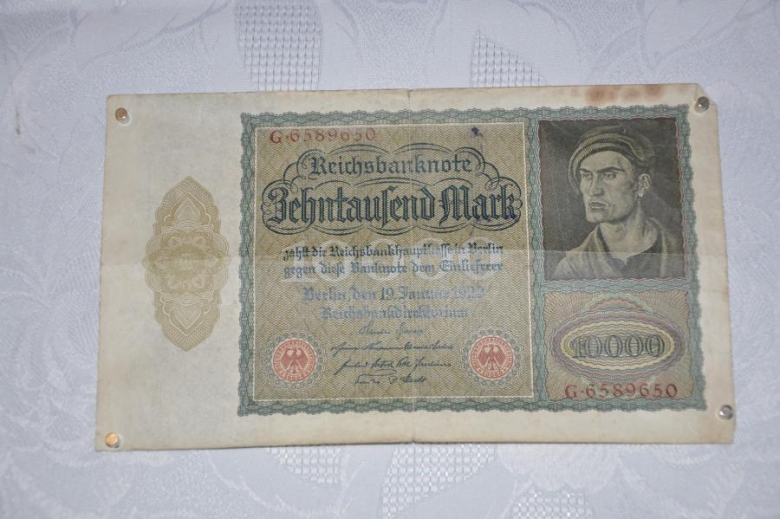 G·6589650
Reichsbanknote
Zehntausend Mark
zahlt die Reichsbankhauptkasse in Berlin
gegen diese Banknote dem Einlieferer
Berlin, den 19. Januar 1922
Reichsbankdirektorium
10000
G·6589650